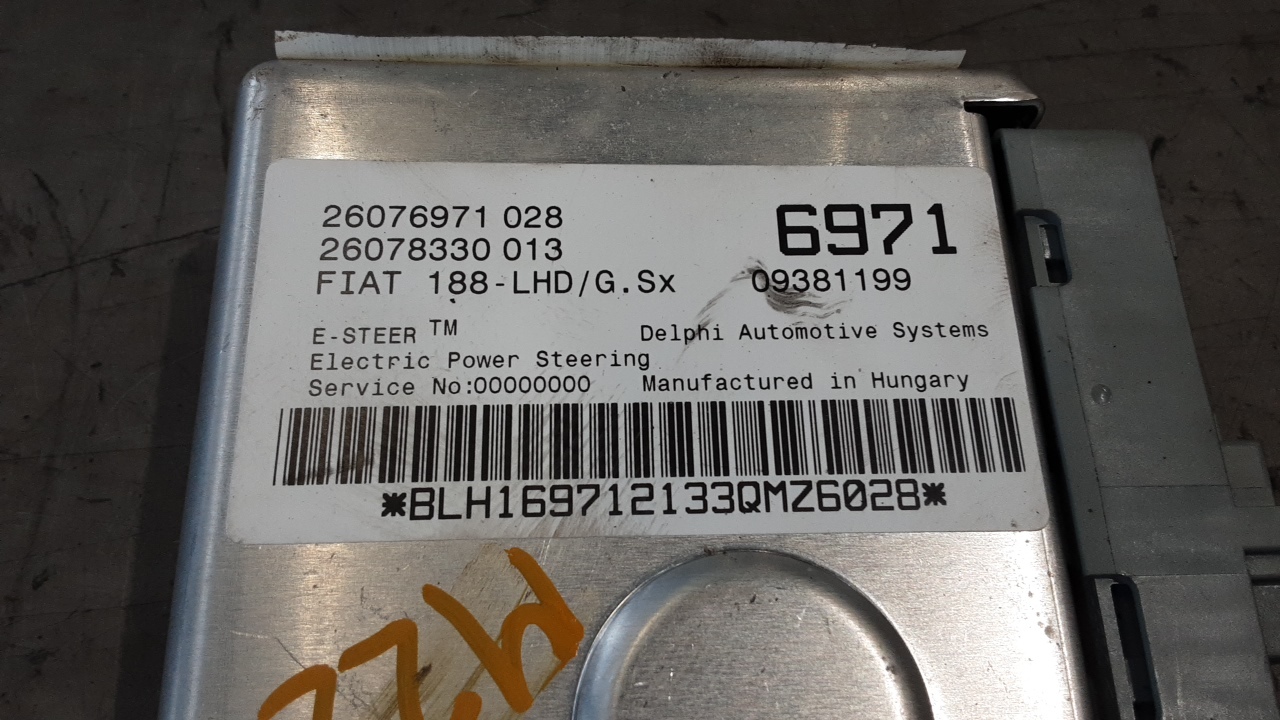 26076971 028
6971
26078330 013
FIAT 188-LHD/G.Sx 09381199
E-STEER TM Delphi Automotive Systems
Electric Power Steering
Service No:00000000 Manufactured in Hungary
*BLH169712133QMZ6028*